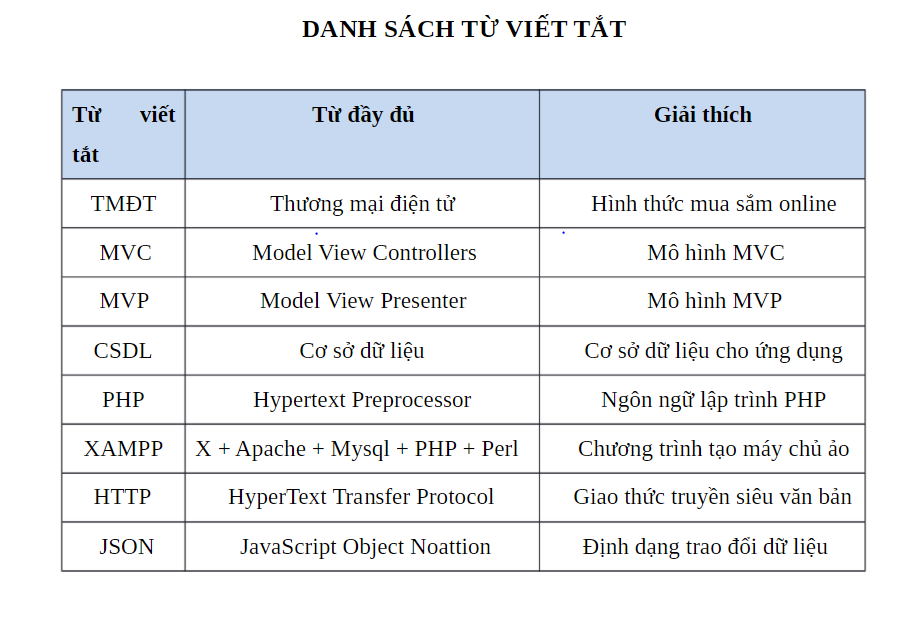 DANH SÁCH TỪ VIẾT TẮT
Từ viết tắt Từ đầy đủ Giải thích
TMĐT Thương mại điện tử Hình thức mua sắm online
MVC Model View Controllers Mô hình MVC
MVP Model View Presenter Mô hình MVP
CSDL Cơ sở dữ liệu Cơ sở dữ liệu cho ứng dụng
PHP Hypertext Preprocessor Ngôn ngữ lập trình PHP
XAMPP X + Apache + Mysql + PHP + Perl Chương trình tạo máy chủ ảo
HTTP HyperText Transfer Protocol Giao thức truyền siêu văn bản
JSON JavaScript Object Noattion Định dạng trao đổi dữ liệu